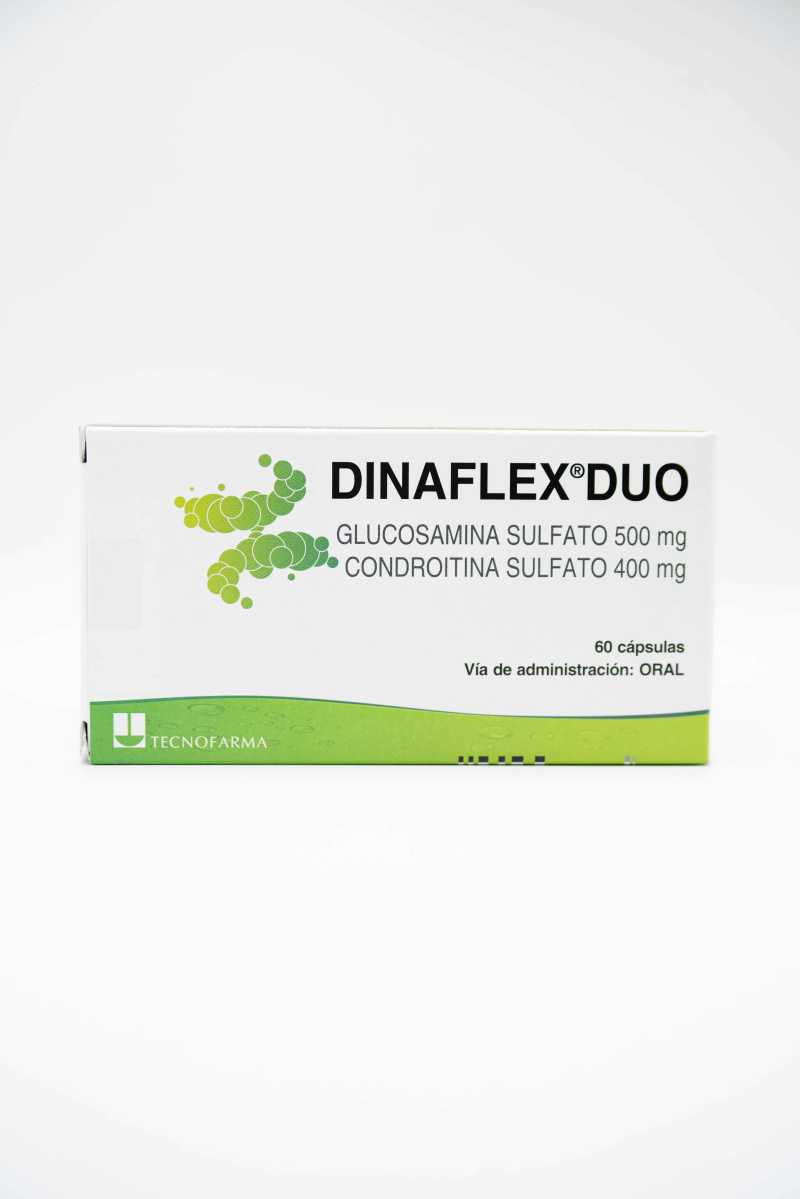 DINAFLEX®DUO
GLUCOSAMINA SULFATO 500 mg
CONDROITINA SULFATO 400 mg
60 cápsulas
Vía de administración: ORAL
TECNOFARMA